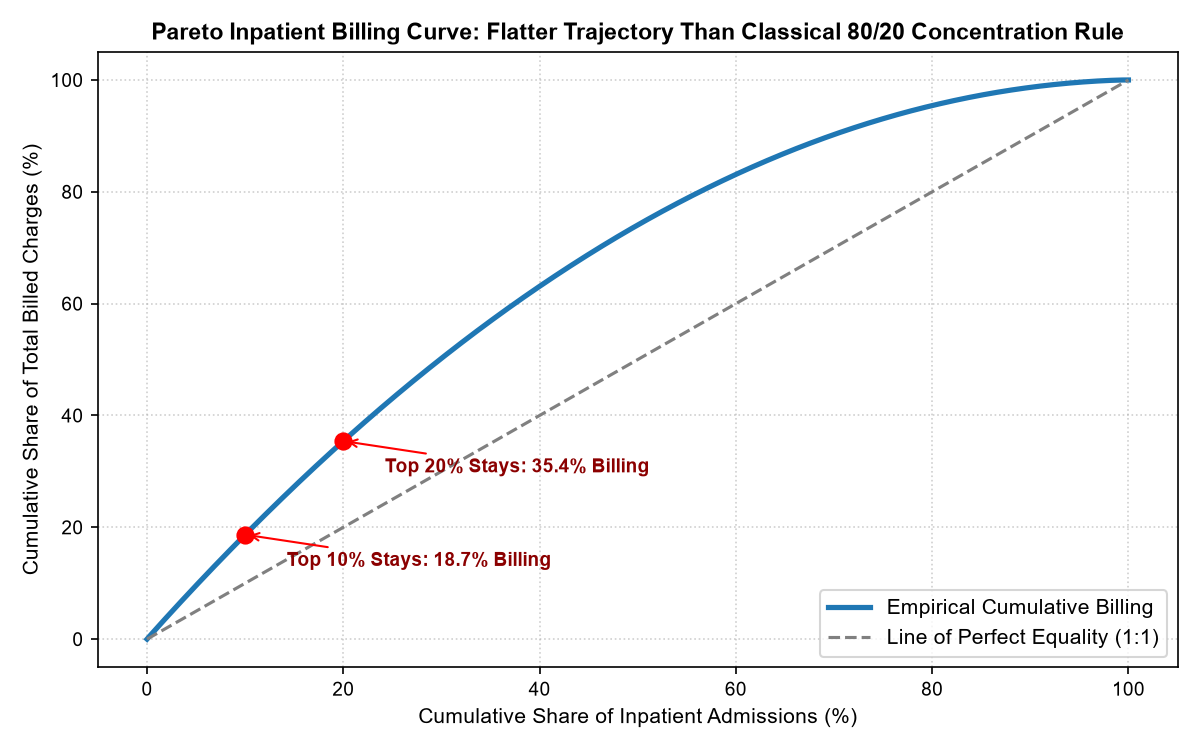 Pareto Inpatient Billing Curve: Flatter Trajectory Than Classical 80/20 Concentration Rule
Cumulative Share of Total Billed Charges (%)
100
80
60
40
20
0
Top 20% Stays: 35.4% Billing
Top 10% Stays: 18.7% Billing
Empirical Cumulative Billing
Line of Perfect Equality (1:1)
0 20 40 60 80 100
Cumulative Share of Inpatient Admissions (%)